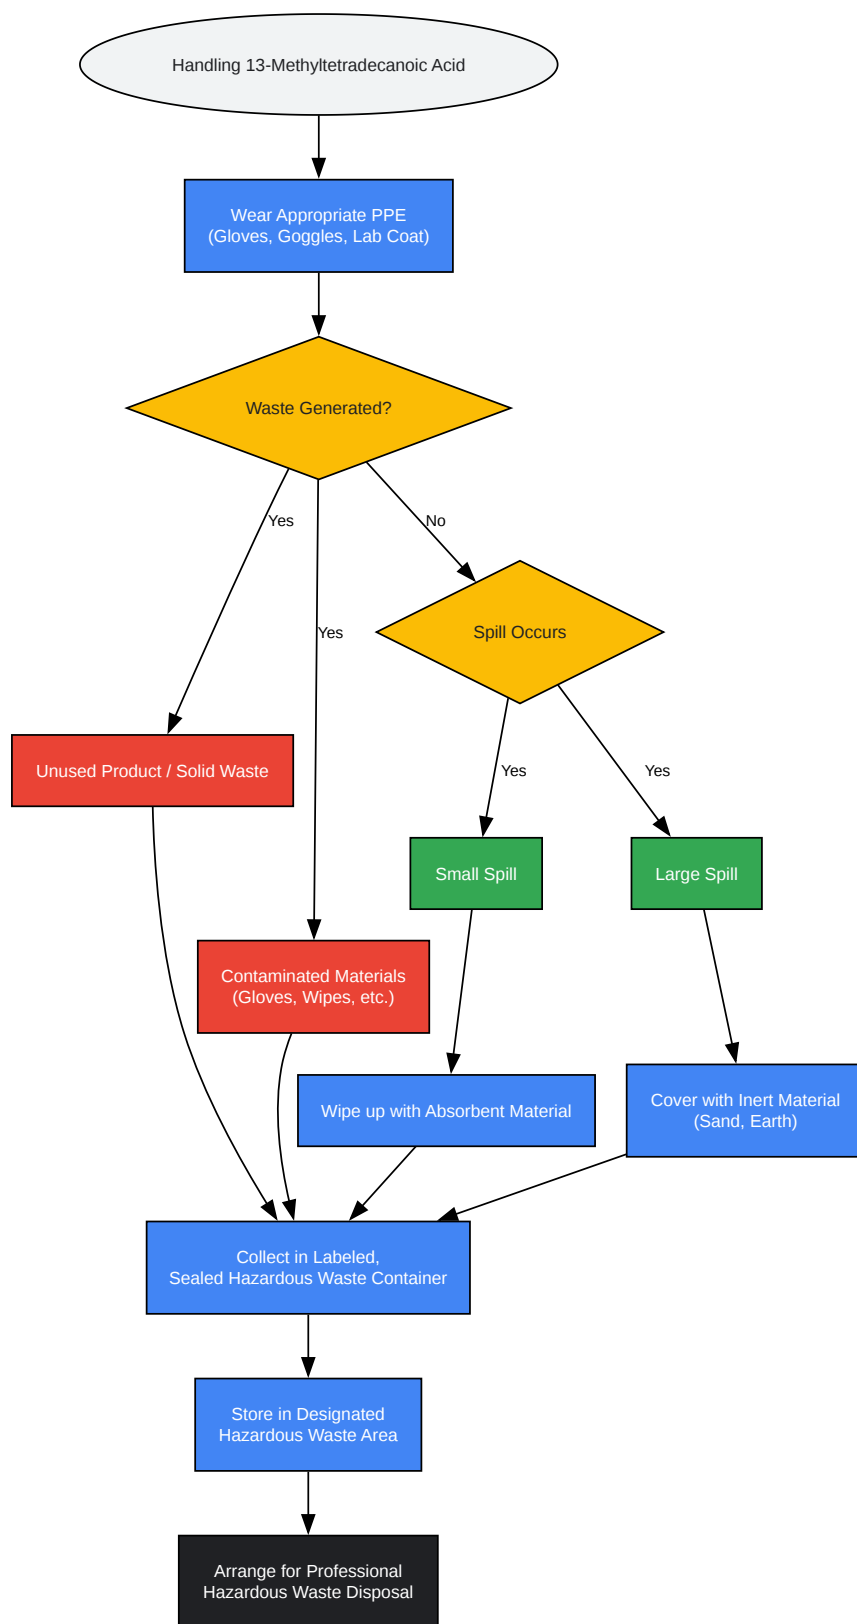 Handling 13-Methyltetradecanoic Acid
Wear Appropriate PPE
(Gloves, Goggles, Lab Coat)
Waste Generated?
Yes
No
Yes
Spill Occurs
Unused Product / Solid Waste
Yes
Yes
Small Spill
Large Spill
Contaminated Materials
(Gloves, Wipes, etc.)
Wipe up with Absorbent Material
Cover with Inert Material
(Sand, Earth)
Collect in Labeled,
Sealed Hazardous Waste Container
Store in Designated
Hazardous Waste Area
Arrange for Professional
Hazardous Waste Disposal